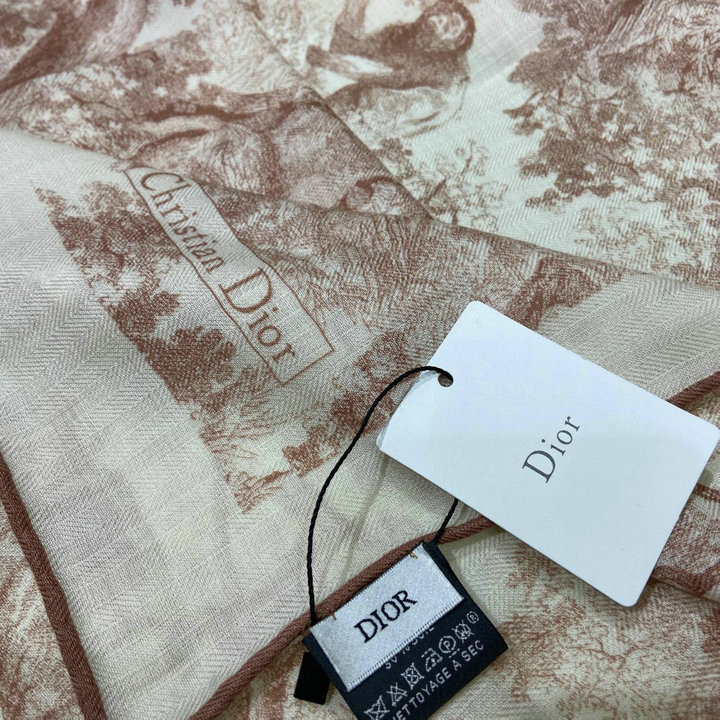 Christian Dior
Dior
DIOR
NETTOYAGE A SEC